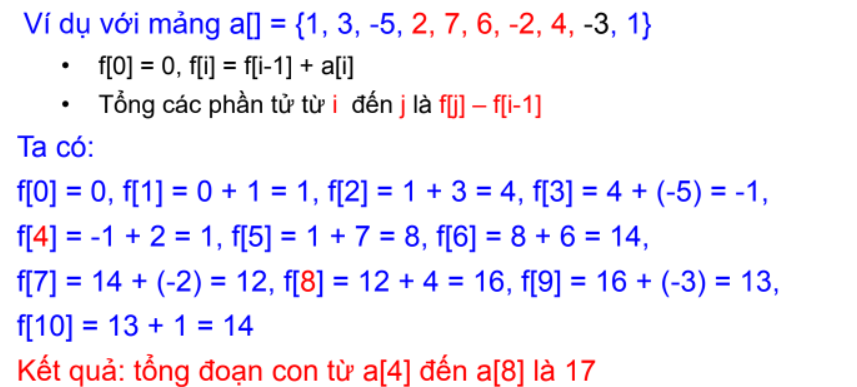 Ví dụ với mảng a[] = {1, 3, -5, 2, 7, 6, -2, 4, -3, 1}
• f[0] = 0, f[i] = f[i-1] + a[i]
• Tổng các phần tử từ i đến j là f[j] – f[i-1]
Ta có:
f[0] = 0, f[1] = 0 + 1 = 1, f[2] = 1 + 3 = 4, f[3] = 4 + (-5) = -1,
f[4] = -1 + 2 = 1, f[5] = 1 + 7 = 8, f[6] = 8 + 6 = 14,
f[7] = 14 + (-2) = 12, f[8] = 12 + 4 = 16, f[9] = 16 + (-3) = 13,
f[10] = 13 + 1 = 14
Kết quả: tổng đoạn con từ a[4] đến a[8] là 17